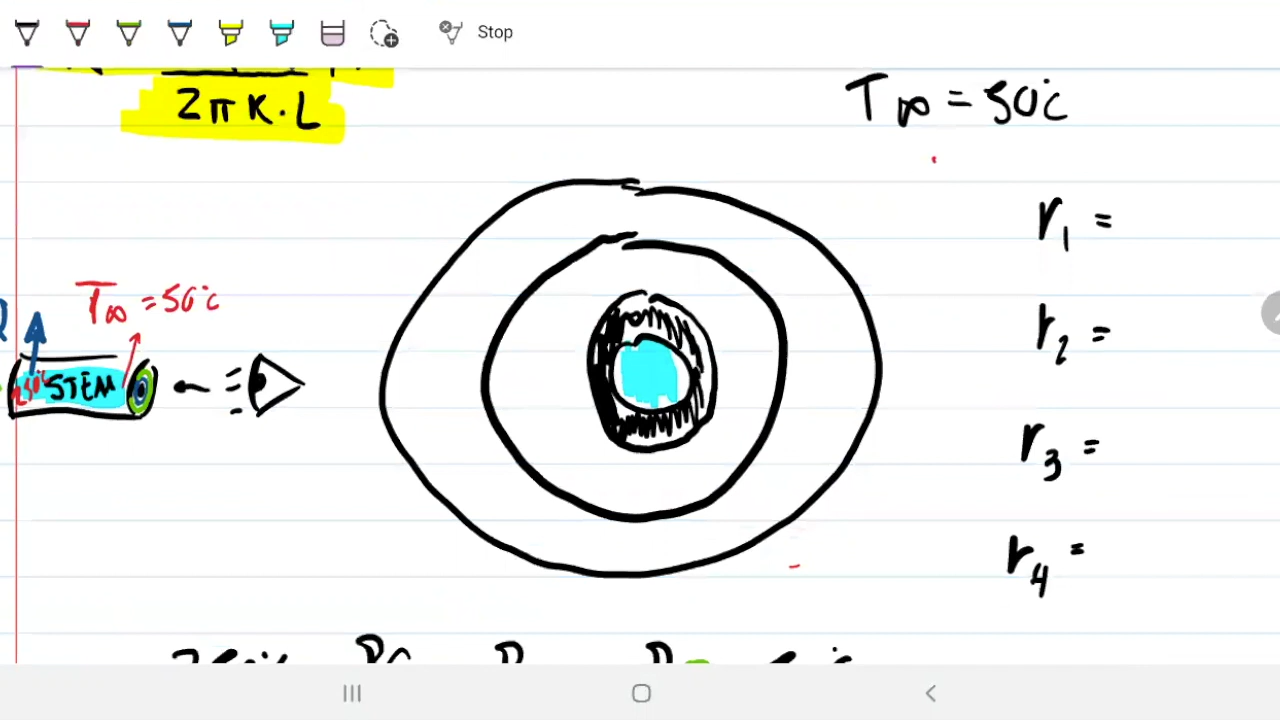 Stop
2πK·L
T∞ = 50°C
r1 =
T∞ = 50°C
r2 =
STEM
r3 =
r4 =